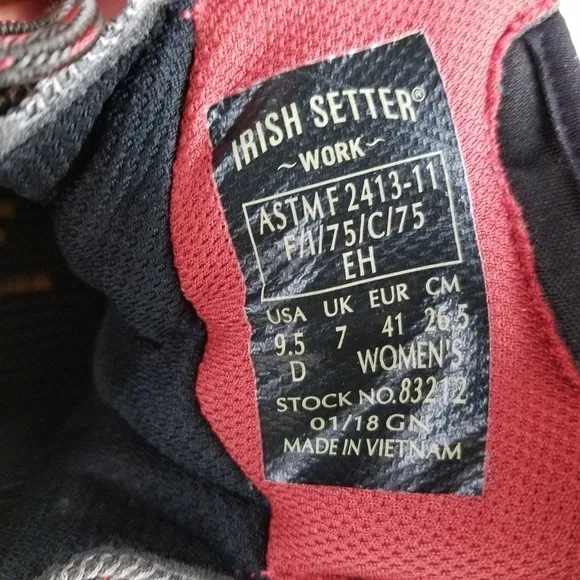 IRISH SETTER®
~WORK~
ASTM F 2413-11
F/I/75/C/75
EH
USA UK EUR CM
9.5 7 41 26.5
D WOMEN'S
STOCK NO. 83212
01/18 GN
MADE IN VIETNAM